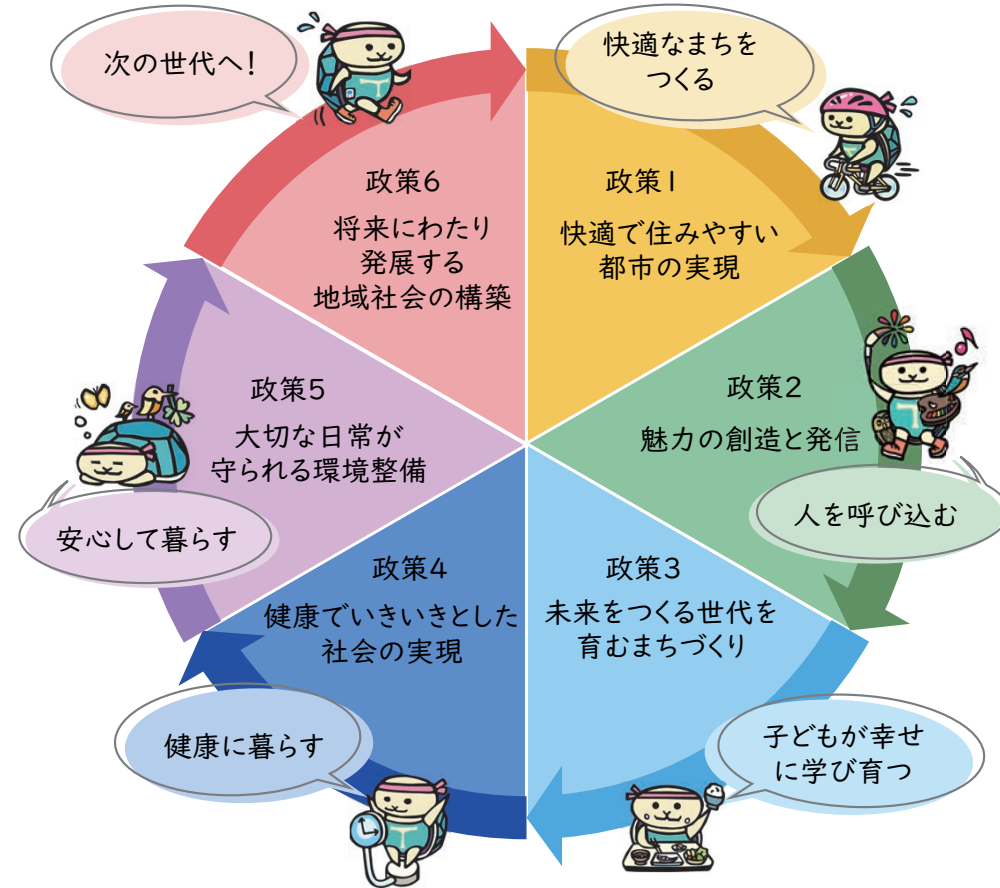 快適なまちを
つくる
政策1
快適で住みやすい
都市の実現
政策2
魅力の創造と発信
人を呼び込む
政策3
未来をつくる世代を
育むまちづくり
子どもが幸せ
に学び育つ
政策4
健康でいきいきとした
社会の実現
健康に暮らす
政策5
大切な日常が
守られる環境整備
安心して暮らす
政策6
将来にわたり
発展する
地域社会の構築
次の世代へ!
T
T
T